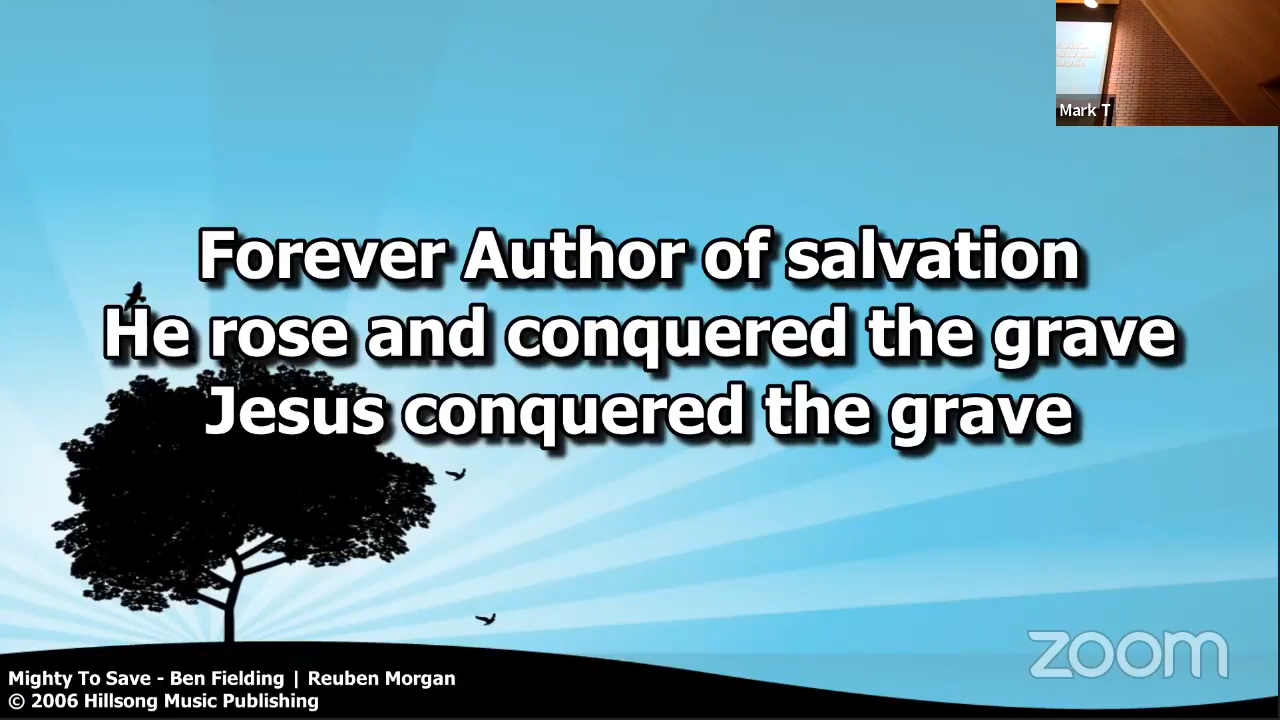 Mark T
Forever Author of salvation
He rose and conquered the grave
Jesus conquered the grave
zoom
Mighty To Save - Ben Fielding | Reuben Morgan
© 2006 Hillsong Music Publishing